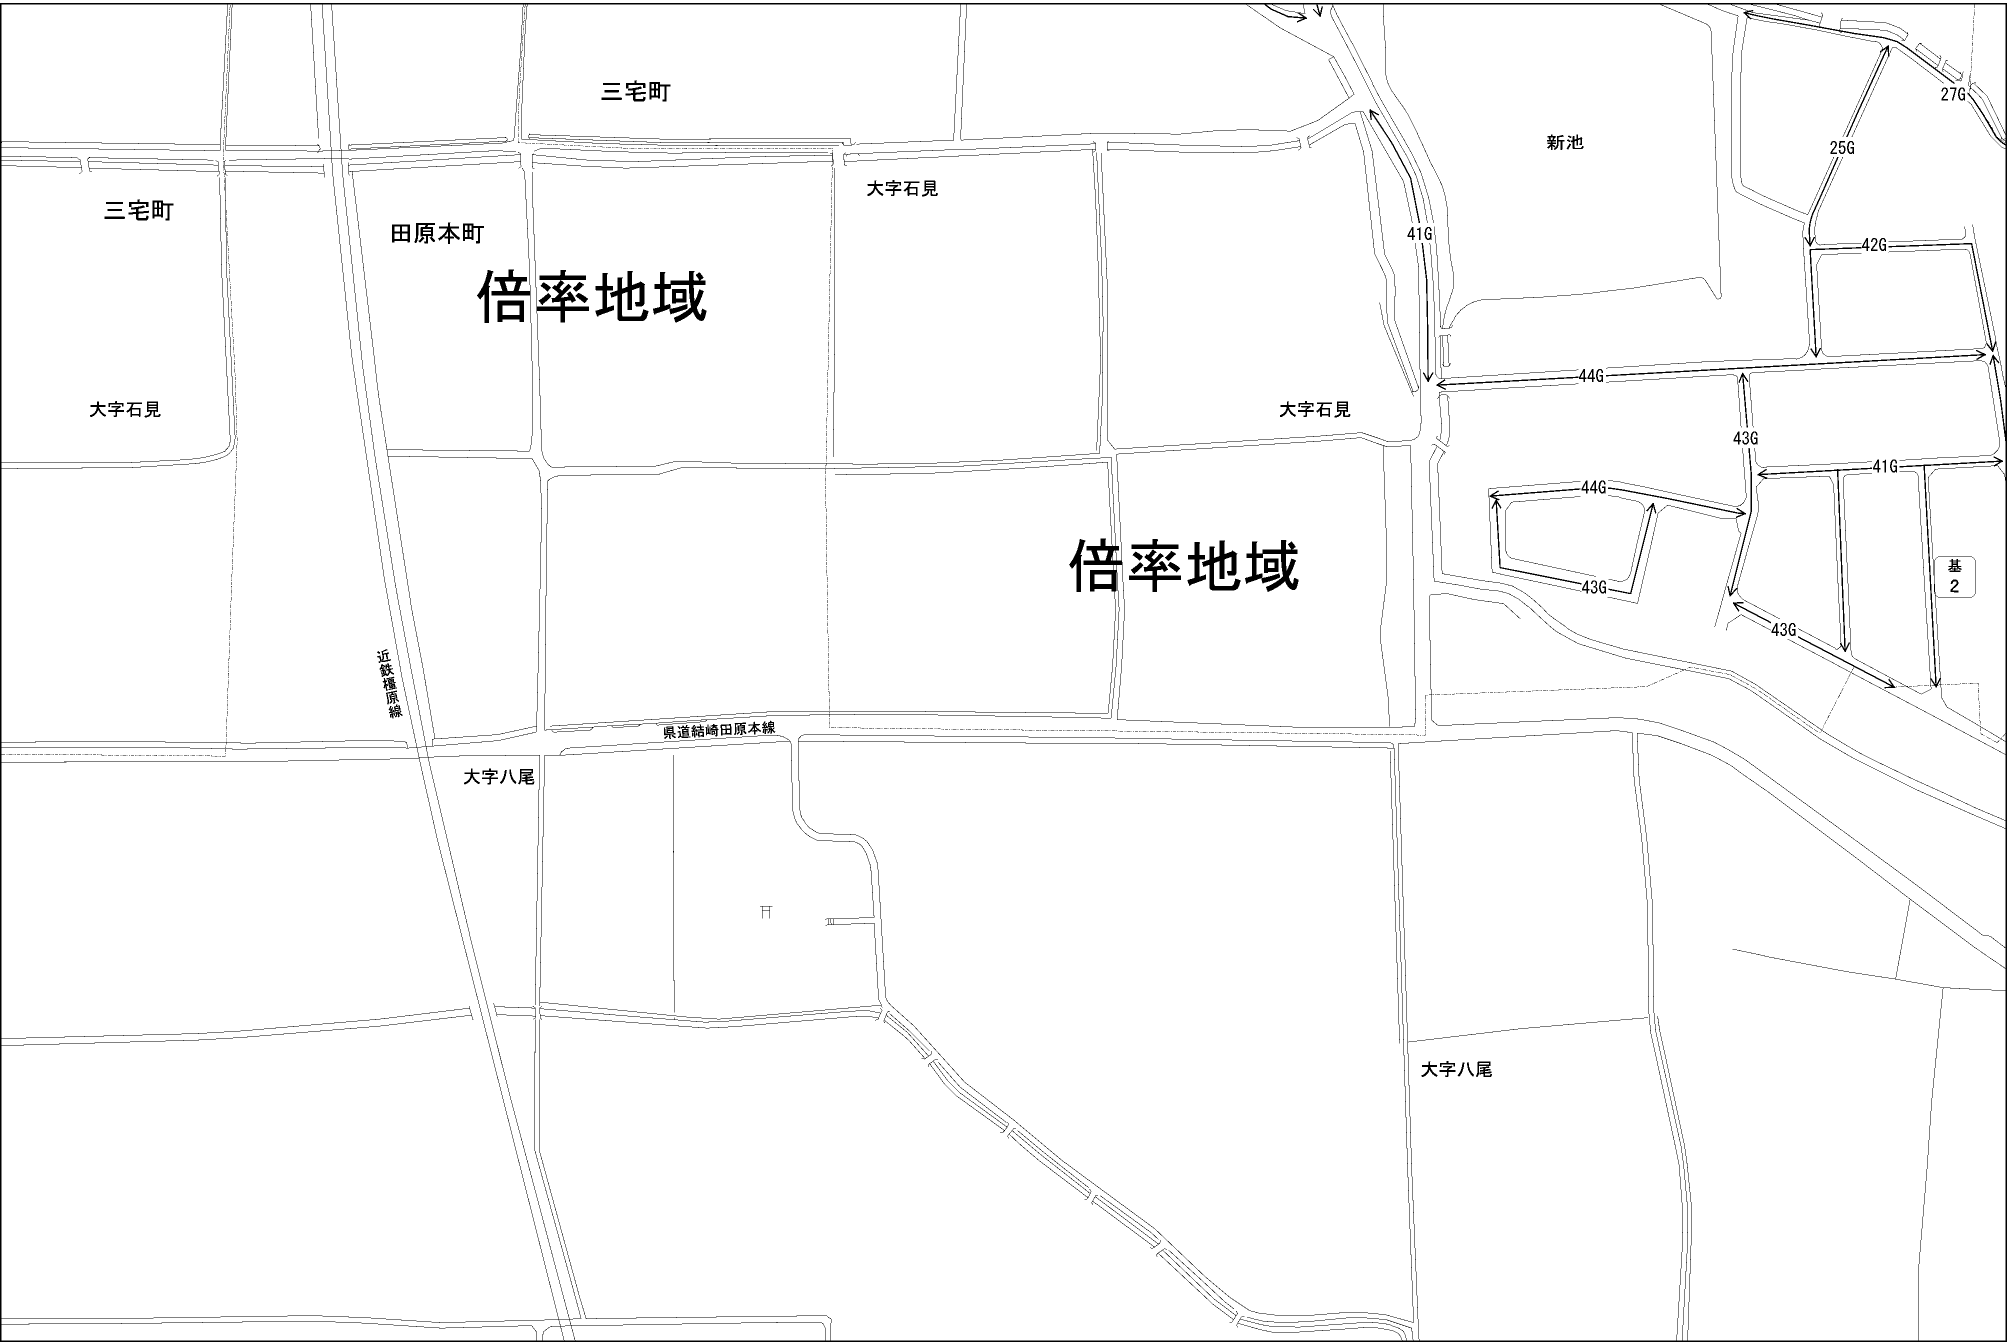 三宅町
27G
新池
25G
大字石見
三宅町
田原本町
41G
42G
倍率地域
44G
大字石見
大字石見
43G
41G
44G
倍率地域
基
2
43G
43G
近鉄橿原線
県道結崎田原本線
大字八尾
大字八尾